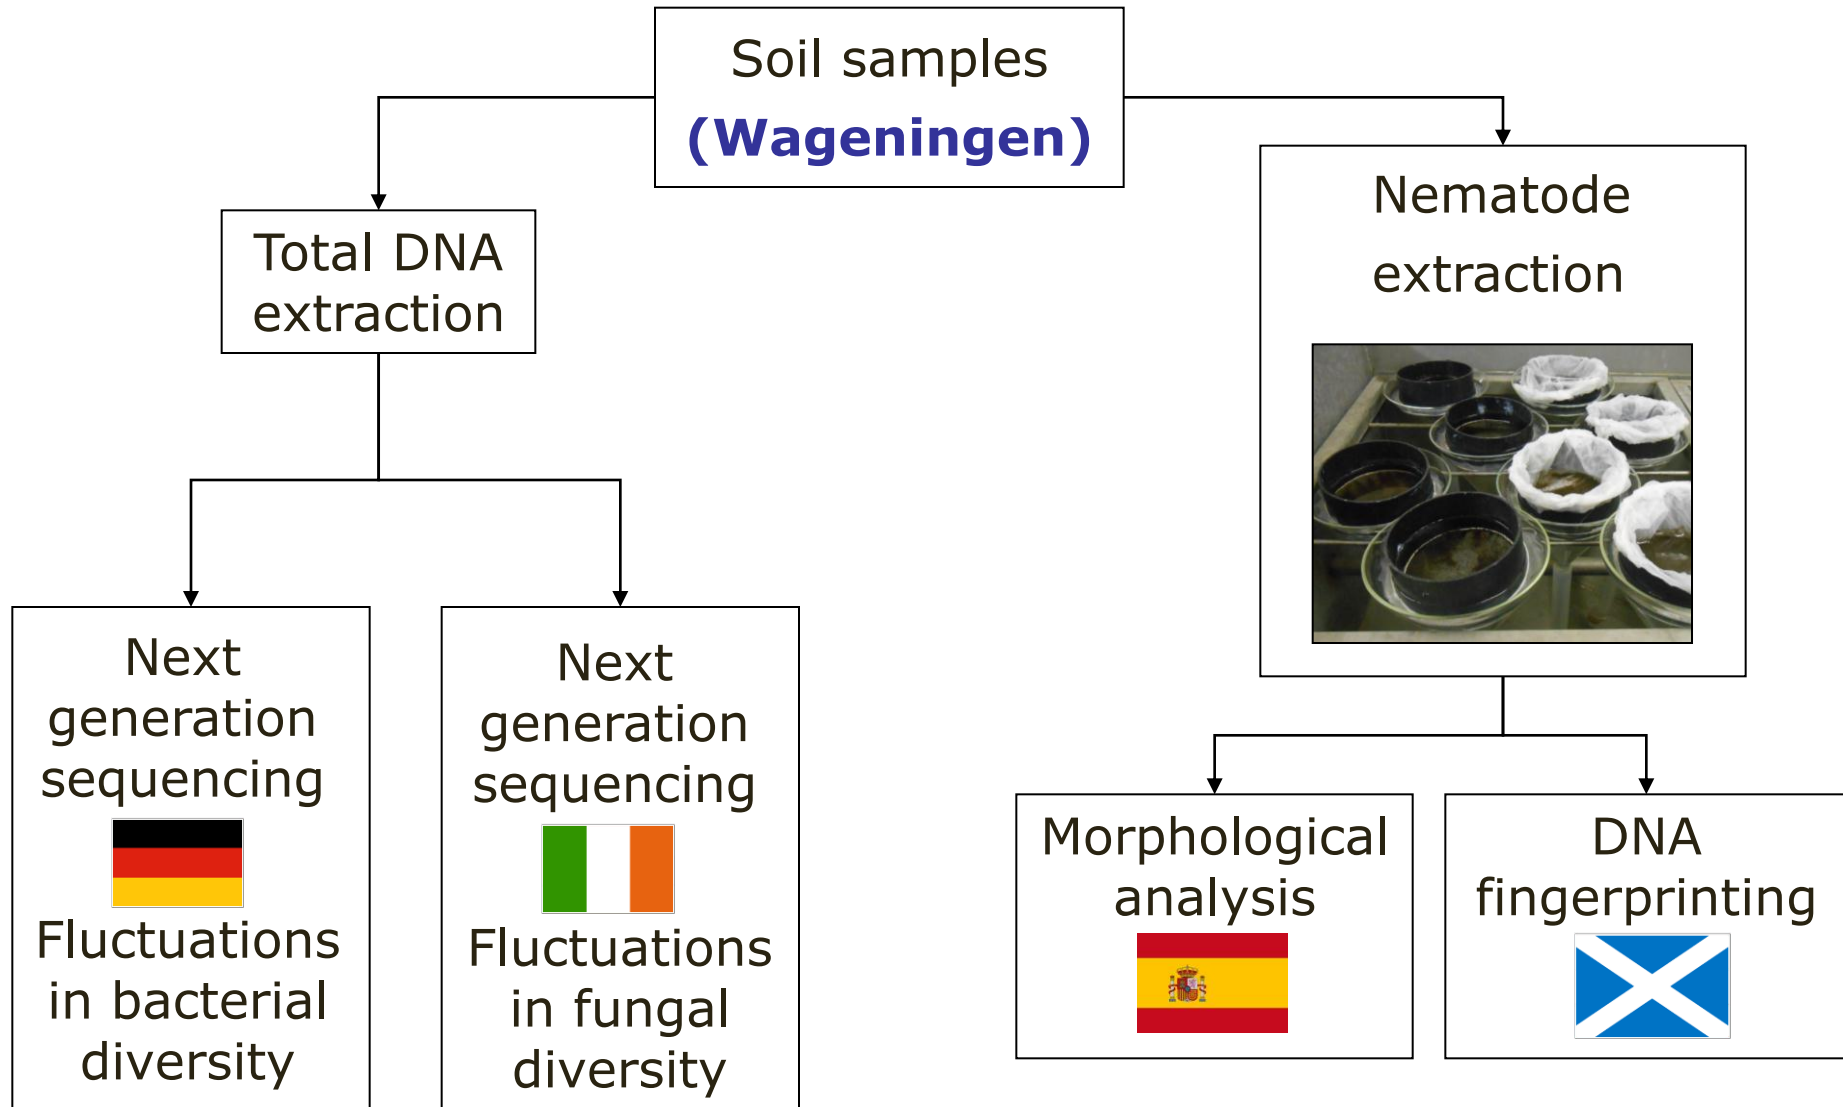 Soil samples
(Wageningen)
Total DNA
extraction
Nematode
extraction
Next
generation
sequencing
Fluctuations
in bacterial
diversity
Next
generation
sequencing
Fluctuations
in fungal
diversity
Morphological
analysis
DNA
fingerprinting